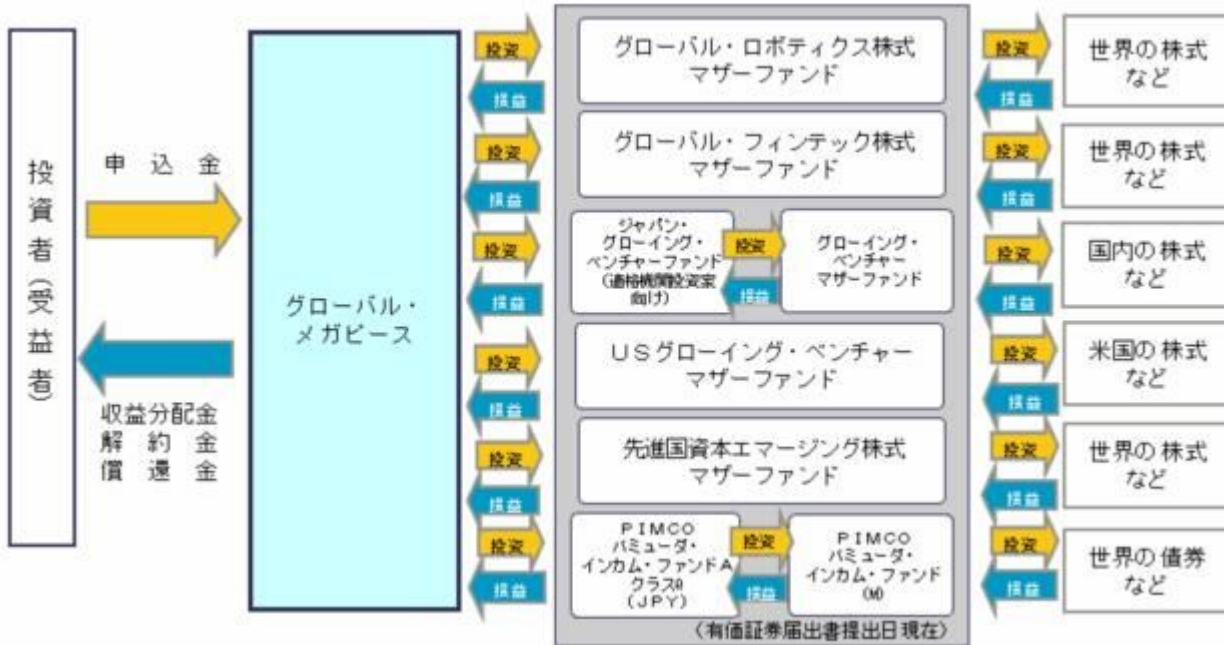 投資者(受益者)
申 込 金
収益分配金
解 約 金
償 還 金
グローバル・
メガピース
投資
損益
投資
損益
投資
損益
投資
損益
投資
損益
投資
損益
グローバル・ロボティクス株式
マザーファンド
グローバル・フィンテック株式
マザーファンド
ジャパン・
グローイング・
ベンチャーファンド
向け)
投資
損益
グローイング・
ベンチャー
マザーファンド
USグローイング・ベンチャー
マザーファンド
先進国資本エマージング株式
マザーファンド
PIMCO
バミューダ・
インカム・ファンドA
(JPY)
投資
損益
PIMCO
バミューダ・
インカム・ファンド
(M)
(有価証券届出書提出日現在)
投資
損益
投資
損益
投資
損益
投資
損益
投資
損益
投資
損益
世界の株式
など
世界の株式
など
国内の株式
など
米国の株式
など
世界の株式
など
世界の債券
など